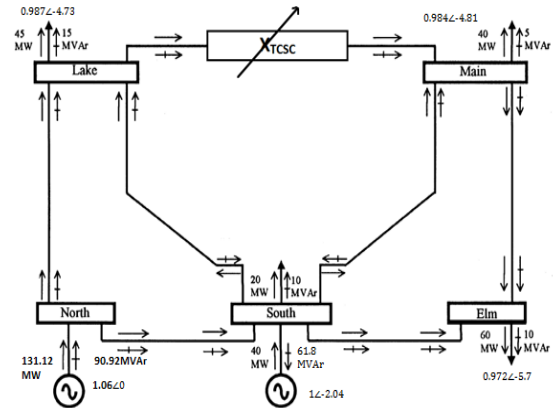 0.987∠-4.73
0.984∠-4.81
45 MW
15 MVAr
40 MW
5 MVAr
X_TCSC
Lake
Main
20 MW
10 MVAr
North
South
Elm
131.12 MW
90.92MVAr
40 MW
61.8 MVAr
60 MW
10 MVAr
1.06∠0
1∠-2.04
0.972∠-5.7